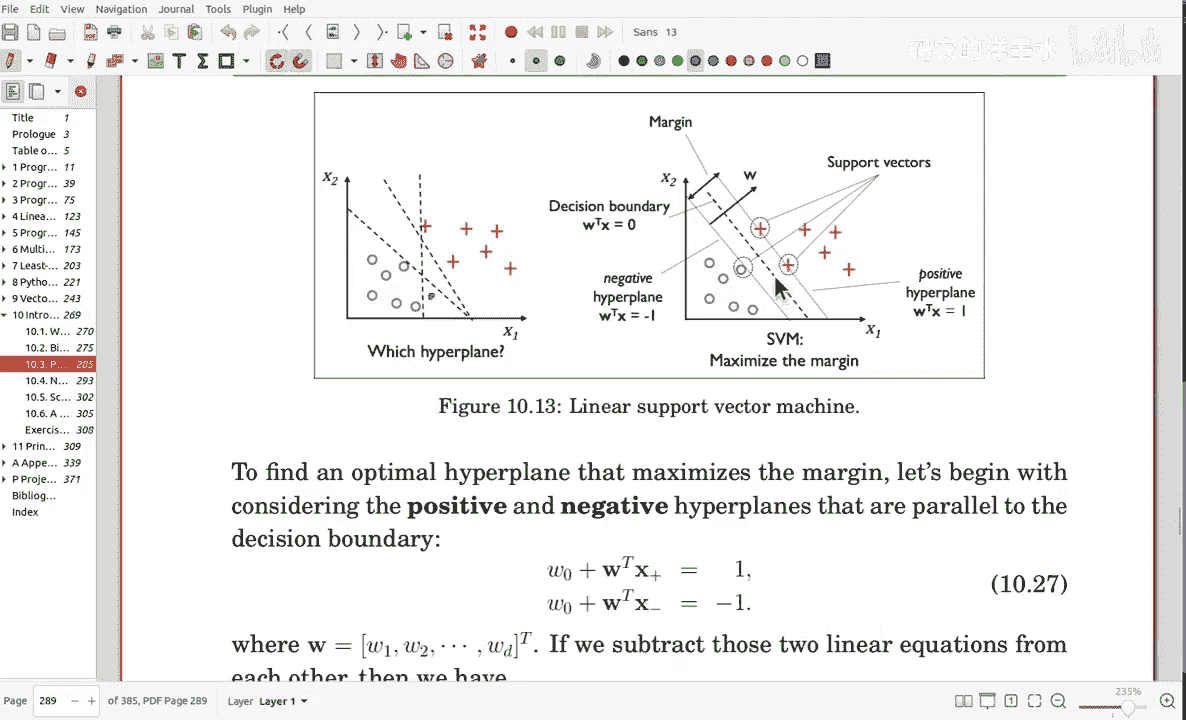 File Edit View Navigation Journal Tools Plugin Help
Sans 13
Title 1
Prologue 3
Table o... 5
1 Progr... 11
2 Progr... 39
3 Progr... 75
4 Linea... 123
5 Progr... 145
6 Multi... 173
7 Least-... 203
8 Pytho... 221
9 Vecto... 243
10 Intro... 269
10.1. W... 270
10.2. Bi... 275
10.3. P... 285
10.4. N... 293
10.5. Sc... 302
10.6. A ... 305
Exercis... 308
11 Prin... 309
A Appe... 339
P Proje... 371
Bibliog...
Index
X₂
X₁
Which hyperplane?
Margin
Support vectors
X₂
w
Decision boundary
wᵀx = 0
negative
hyperplane
wᵀx = -1
positive
hyperplane
wᵀx = 1
X₁
SVM:
Maximize the margin
Figure 10.13: Linear support vector machine.
To find an optimal hyperplane that maximizes the margin, let's begin with
considering the positive and negative hyperplanes that are parallel to the
decision boundary:
w₀ + wᵀx₊ = 1,
w₀ + wᵀx₋ = −1.
(10.27)
where w = [w₁, w₂, ⋯ , w_d]ᵀ. If we subtract those two linear equations from
each other, then we have
Page 289 − + of 385, PDF Page 289 Layer Layer 1
235%